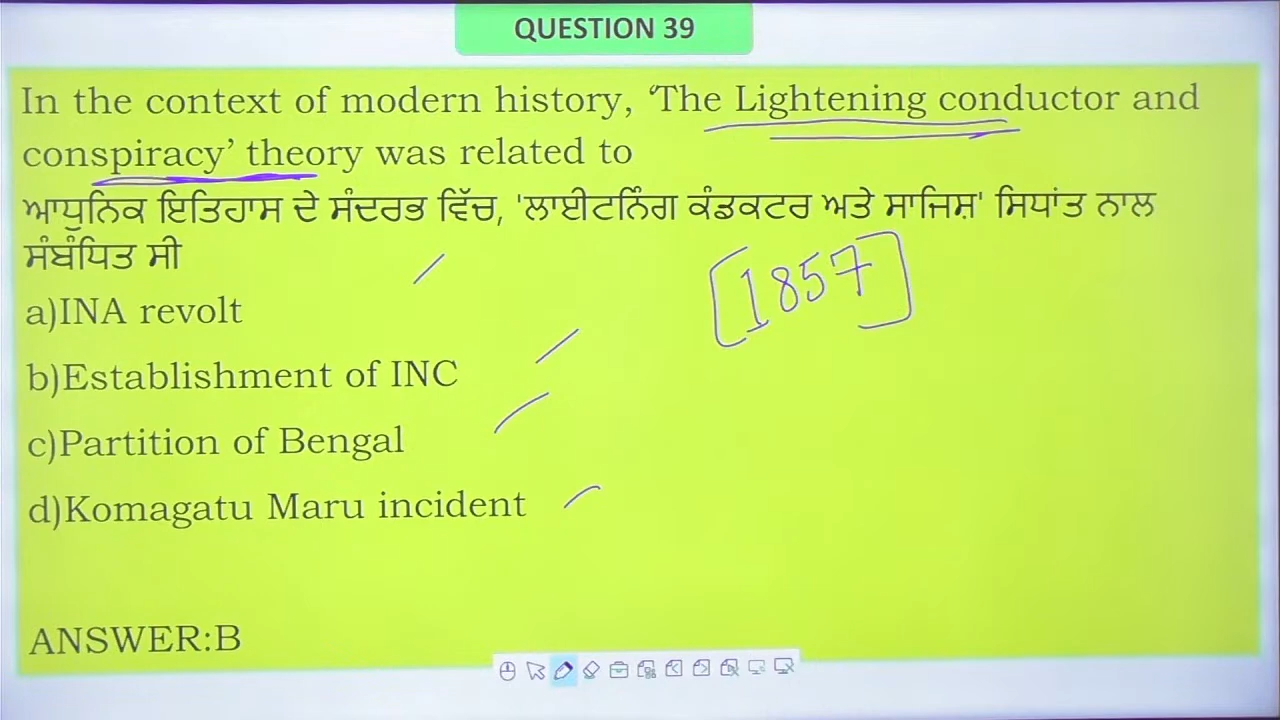 QUESTION 39
In the context of modern history, ‘The Lightening conductor and
conspiracy’ theory was related to
ਆਧੁਨਿਕ ਇਤਿਹਾਸ ਦੇ ਸੰਦਰਭ ਵਿੱਚ, 'ਲਾਈਟਨਿੰਗ ਕੰਡਕਟਰ ਅਤੇ ਸਾਜਿਸ਼' ਸਿਧਾਂਤ ਨਾਲ
ਸੰਬੰਧਿਤ ਸੀ
[1857]
a)INA revolt
b)Establishment of INC
c)Partition of Bengal
d)Komagatu Maru incident
ANSWER:B